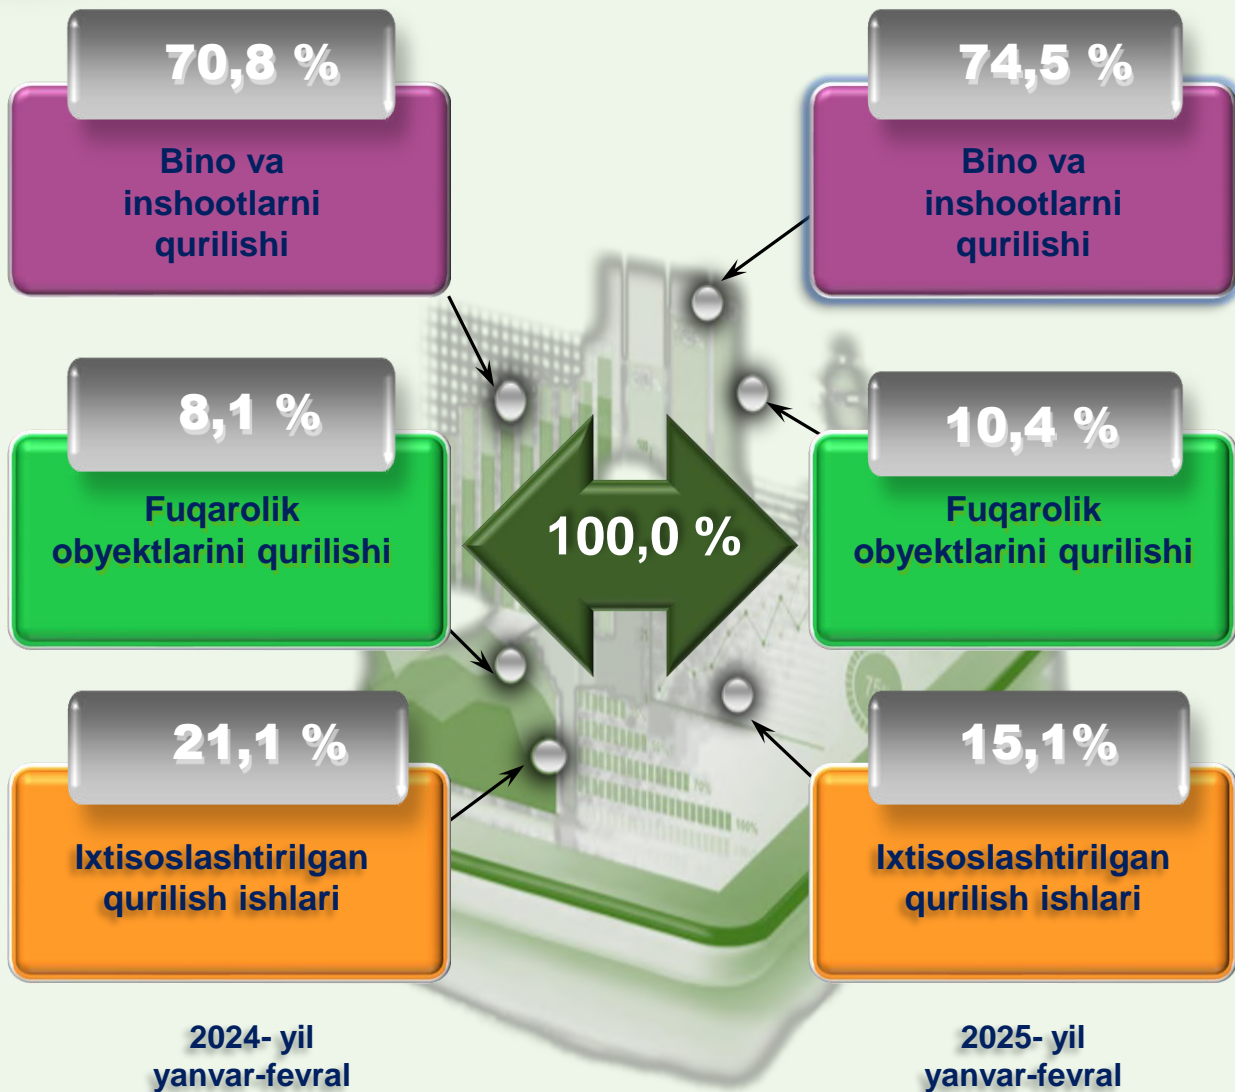 70,8 %
Bino va
inshootlarni
qurilishi
8,1 %
Fuqarolik
obyektlarini qurilishi
21,1 %
Ixtisoslashtirilgan
qurilish ishlari
2024- yil
yanvar-fevral
100,0 %
74,5 %
Bino va
inshootlarni
qurilishi
10,4 %
Fuqarolik
obyektlarini qurilishi
15,1%
Ixtisoslashtirilgan
qurilish ishlari
2025- yil
yanvar-fevral
70%
100%